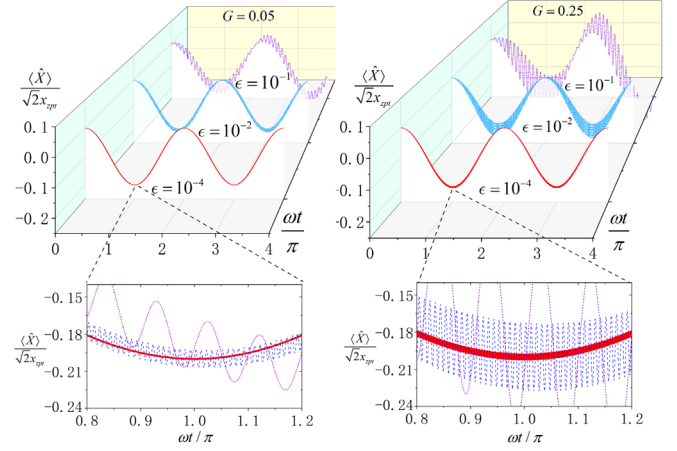 G = 0.05
⟨X̂⟩
√2x_zpt
ϵ = 10⁻¹
ϵ = 10⁻²
ϵ = 10⁻⁴
0.1
0.0
-0.1
-0.2
0 1 2 3 4
ωt
π
G = 0.25
⟨X̂⟩
√2x_zpt
ϵ = 10⁻¹
ϵ = 10⁻²
ϵ = 10⁻⁴
0.1
0.0
-0.1
-0.2
0 1 2 3 4
ωt
π
-0.15
-0.18
-0.21
-0.24
⟨X̂⟩
√2x_zpt
0.8 0.9 1.0 1.1 1.2
ωt / π
-0.15
-0.18
-0.21
-0.24
⟨X̂⟩
√2x_zpt
0.8 0.9 1.0 1.1 1.2
ωt / π